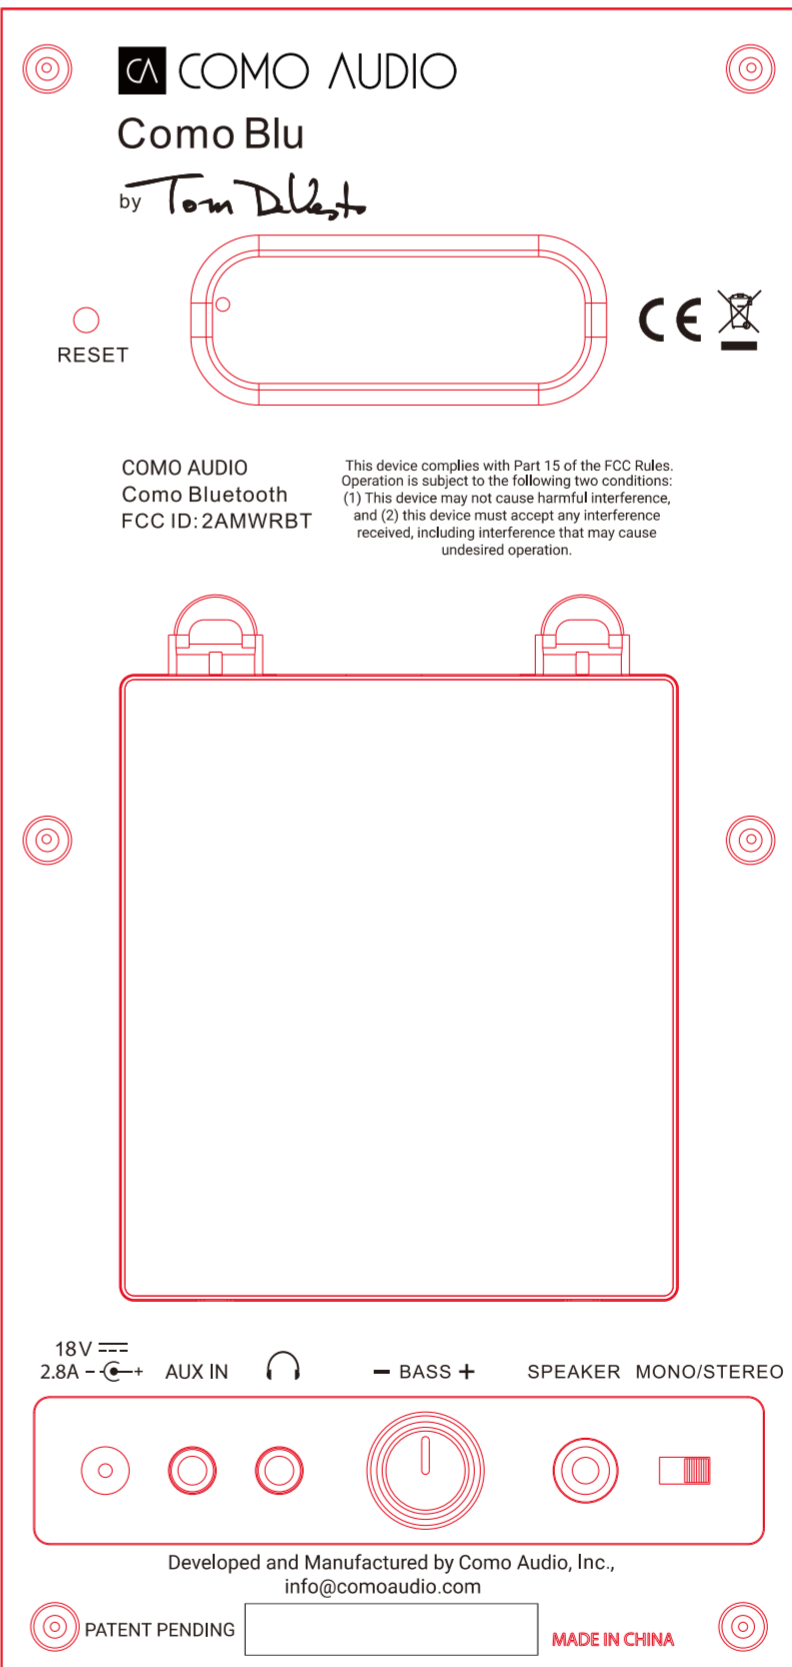 CA COMO AUDIO
Como Blu
by Tom DeVesto
RESET
CE
COMO AUDIO
Como Bluetooth
FCC ID: 2AMWRBT
This device complies with Part 15 of the FCC Rules.
Operation is subject to the following two conditions:
(1) This device may not cause harmful interference,
and (2) this device must accept any interference
received, including interference that may cause
undesired operation.
18V
2.8A - +
AUX IN
- BASS +
SPEAKER
MONO/STEREO
Developed and Manufactured by Como Audio, Inc.,
info@comoaudio.com
PATENT PENDING
MADE IN CHINA